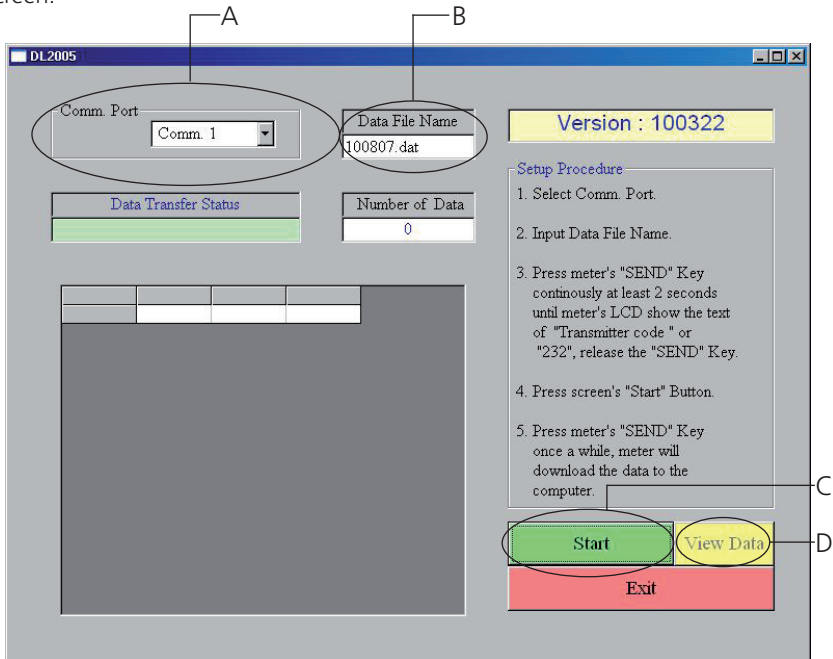 creen.
A
B
DL2005
Comm. Port
Comm. 1
Data File Name
100807.dat
Version : 100322
Data Transfer Status
Number of Data
0
Setup Procedure
1. Select Comm. Port.
2. Input Data File Name.
3. Press meter's "SEND" Key
continously at least 2 seconds
until meter's LCD show the text
of "Transmitter code " or
"232", release the "SEND" Key.
4. Press screen's "Start" Button.
5. Press meter's "SEND" Key
once a while, meter will
download the data to the
computer.
C
Start
View Data
D
Exit